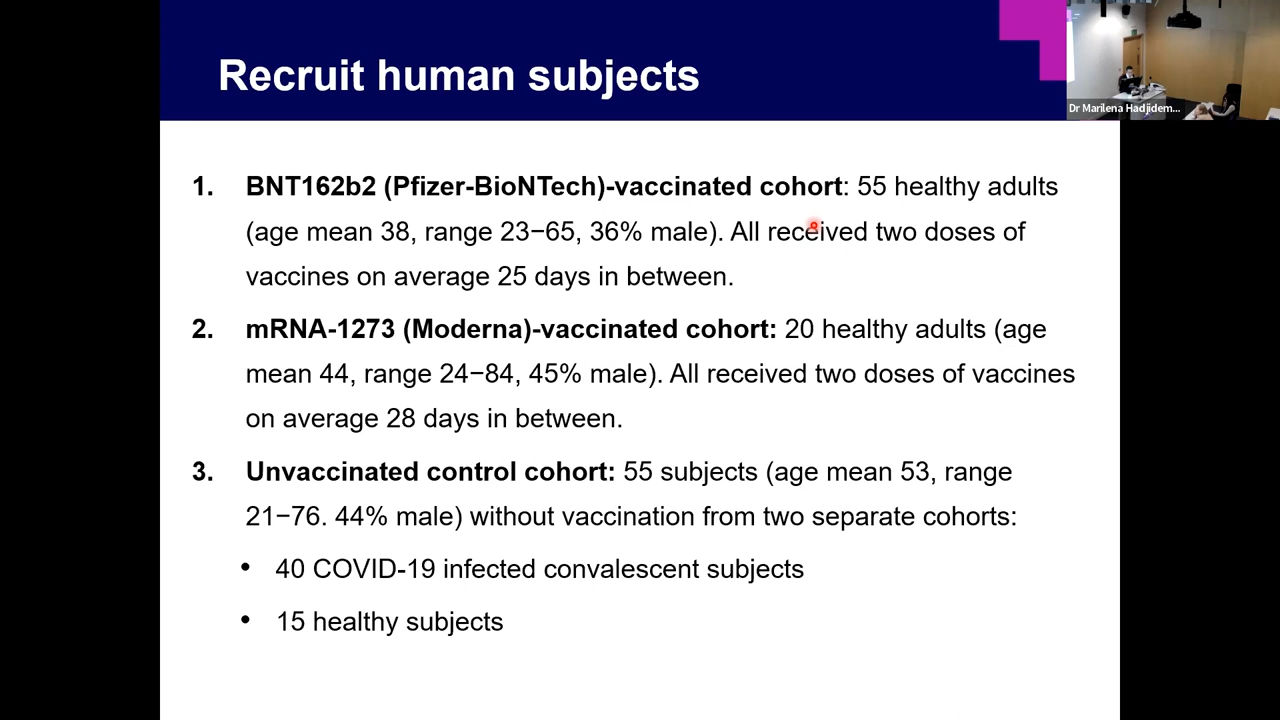 Recruit human subjects
Dr Marilena Hadjidem...
1. BNT162b2 (Pfizer-BioNTech)-vaccinated cohort: 55 healthy adults
(age mean 38, range 23−65, 36% male). All received two doses of
vaccines on average 25 days in between.
2. mRNA-1273 (Moderna)-vaccinated cohort: 20 healthy adults (age
mean 44, range 24−84, 45% male). All received two doses of vaccines
on average 28 days in between.
3. Unvaccinated control cohort: 55 subjects (age mean 53, range
21−76. 44% male) without vaccination from two separate cohorts:
• 40 COVID-19 infected convalescent subjects
• 15 healthy subjects